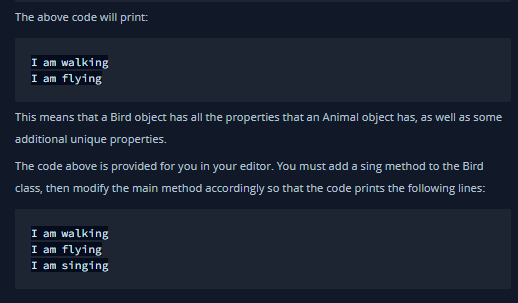 The above code will print:
I am walking
I am flying
This means that a Bird object has all the properties that an Animal object has, as well as some
additional unique properties.
The code above is provided for you in your editor. You must add a sing method to the Bird
class, then modify the main method accordingly so that the code prints the following lines:
I am walking
I am flying
I am singing